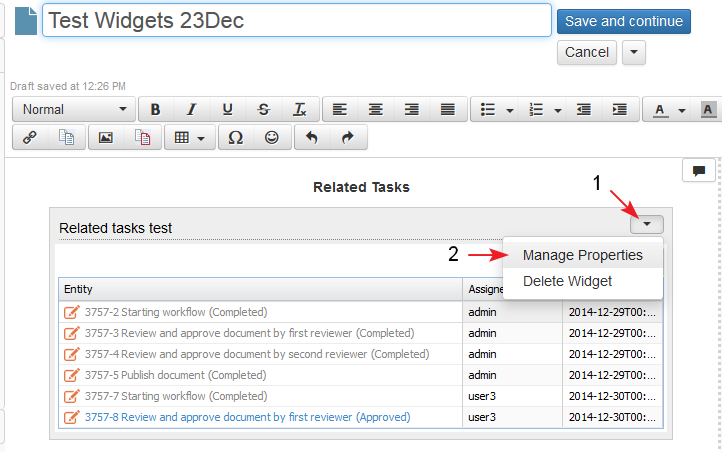 Test Widgets 23Dec
Save and continue
Cancel
Draft saved at 12:26 PM
Normal B I U S Ix A A
Related Tasks
1
Related tasks test
2 Manage Properties
Delete Widget
Entity Assigne
3757-2 Starting workflow (Completed) admin 2014-12-29T00:...
3757-3 Review and approve document by first reviewer (Completed) admin 2014-12-29T00:...
3757-4 Review and approve document by second reviewer (Completed) admin 2014-12-29T00:...
3757-5 Publish document (Completed) admin 2014-12-29T00:...
3757-7 Starting workflow (Completed) user3 2014-12-30T00:...
3757-8 Review and approve document by first reviewer (Approved) user3 2014-12-30T00:...